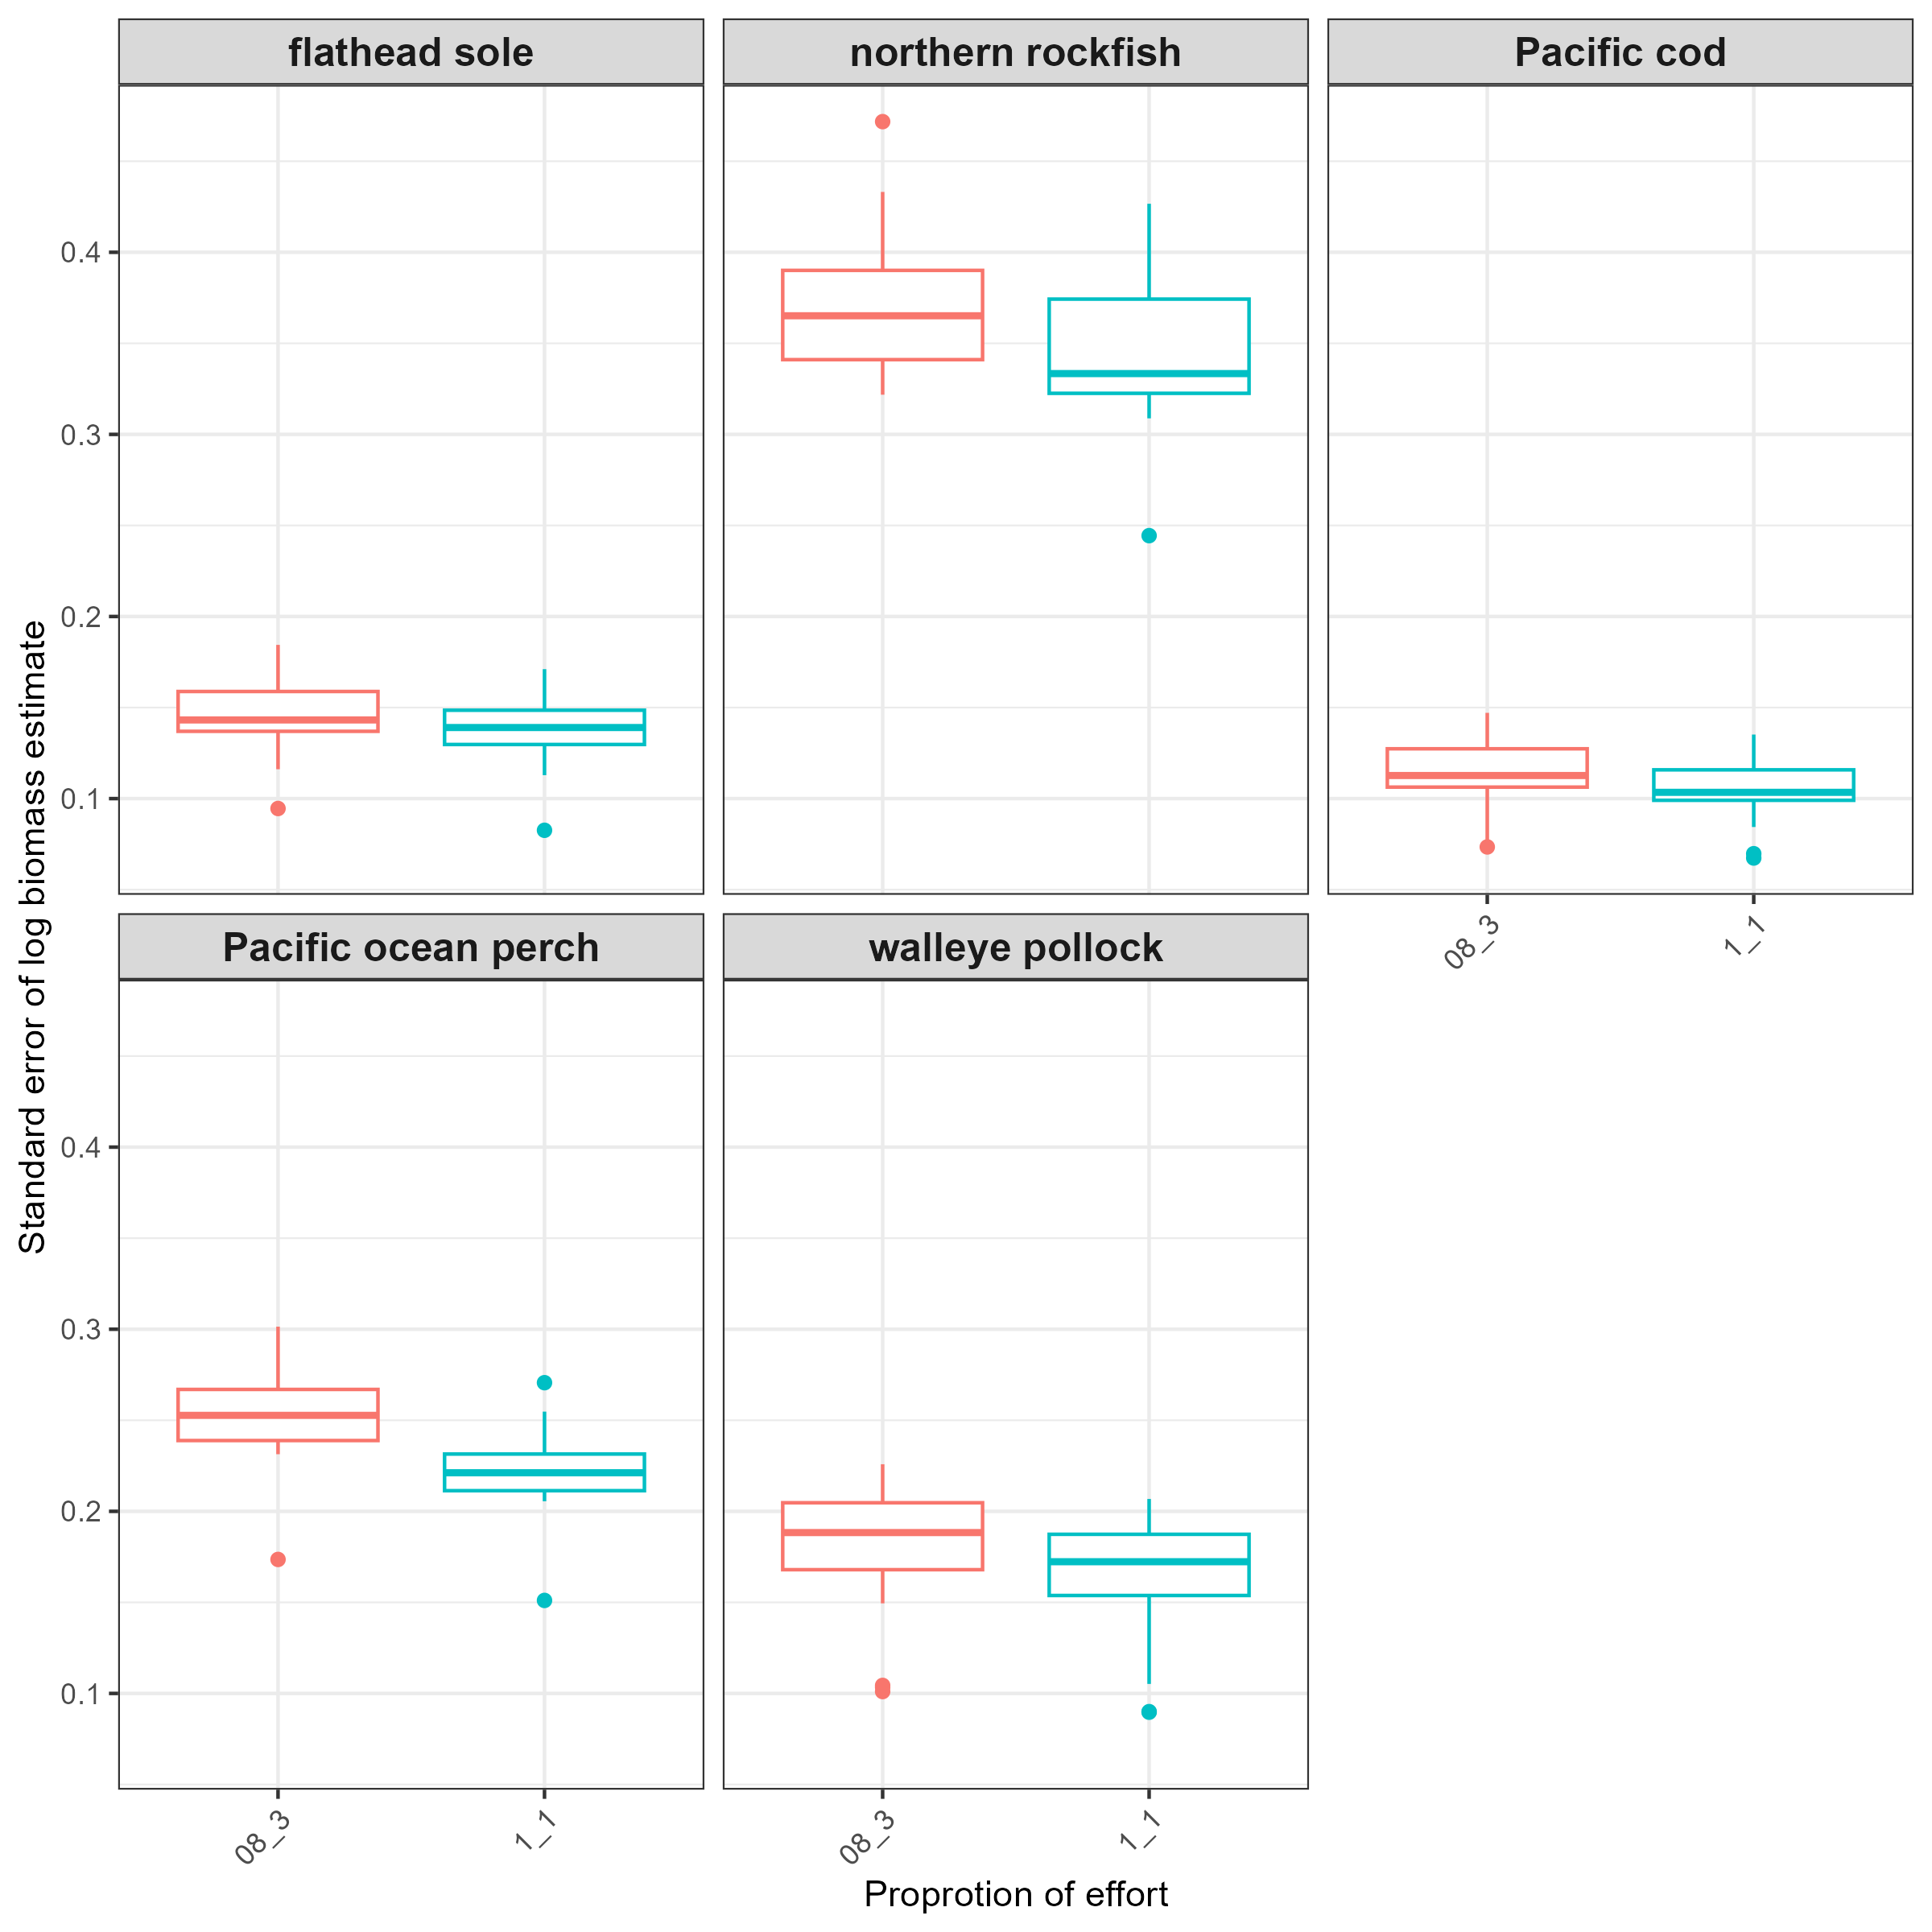 flathead sole
northern rockfish
Pacific cod
0.4
0.3
0.2
0.1
08_3
1_1
Pacific ocean perch
walleye pollock
0.4
0.3
0.2
0.1
08_3
1_1
08_3
1_1
Standard error of log biomass estimate
Proprotion of effort